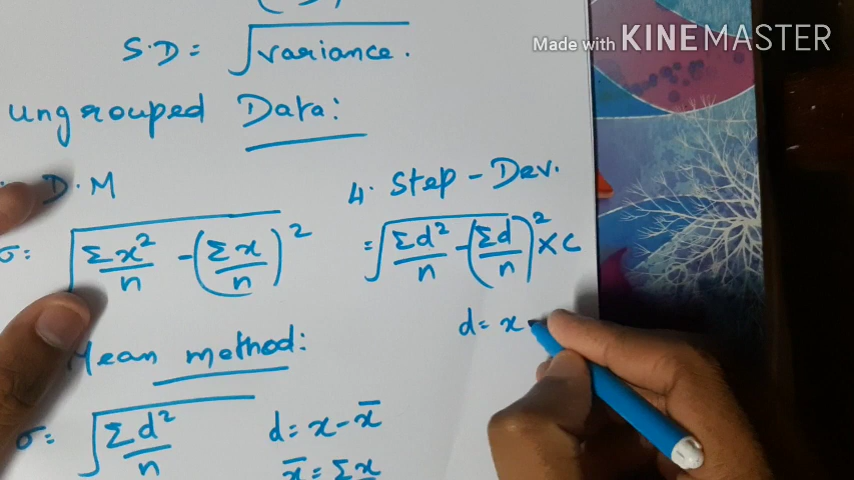 Made with KINEMASTER
S.D = √variance.
ungrouped Data:
D.M
σ = √Σx²/n - (Σx/n)²
4. Step - Dev.
= √Σd²/n - (Σd/n)² × C
d = x
Mean method:
σ = √Σd²/n
d = x - x̄
x̄ = Σx